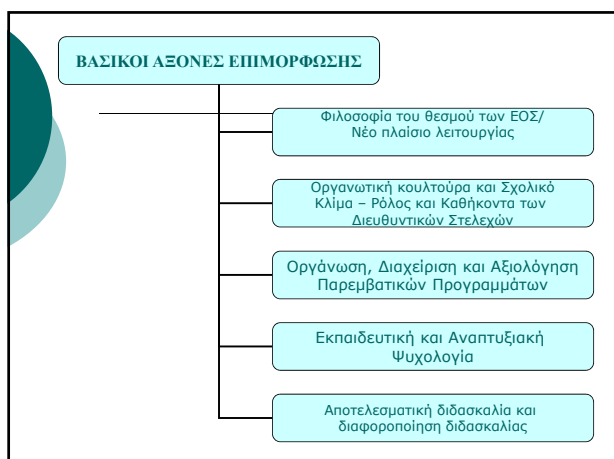 ΒΑΣΙΚΟΙ ΑΞΟΝΕΣ ΕΠΙΜΟΡΦΩΣΗΣ
Φιλοσοφία του θεσμού των ΕΟΣ/
Νέο πλαίσιο λειτουργίας
Οργανωτική κουλτούρα και Σχολικό
Κλίμα – Ρόλος και Καθήκοντα των
Διευθυντικών Στελεχών
Οργάνωση, Διαχείριση και Αξιολόγηση
Παρεμβατικών Προγραμμάτων
Εκπαιδευτική και Αναπτυξιακή
Ψυχολογία
Αποτελεσματική διδασκαλία και
διαφοροποίηση διδασκαλίας